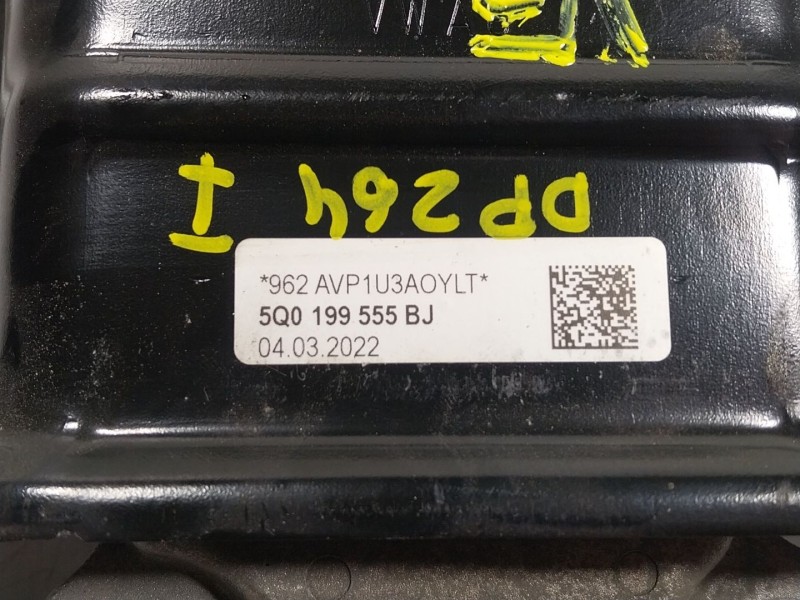 DP264 I
*962 AVP1U3AOYLT*
5Q0 199 555 BJ
04.03.2022